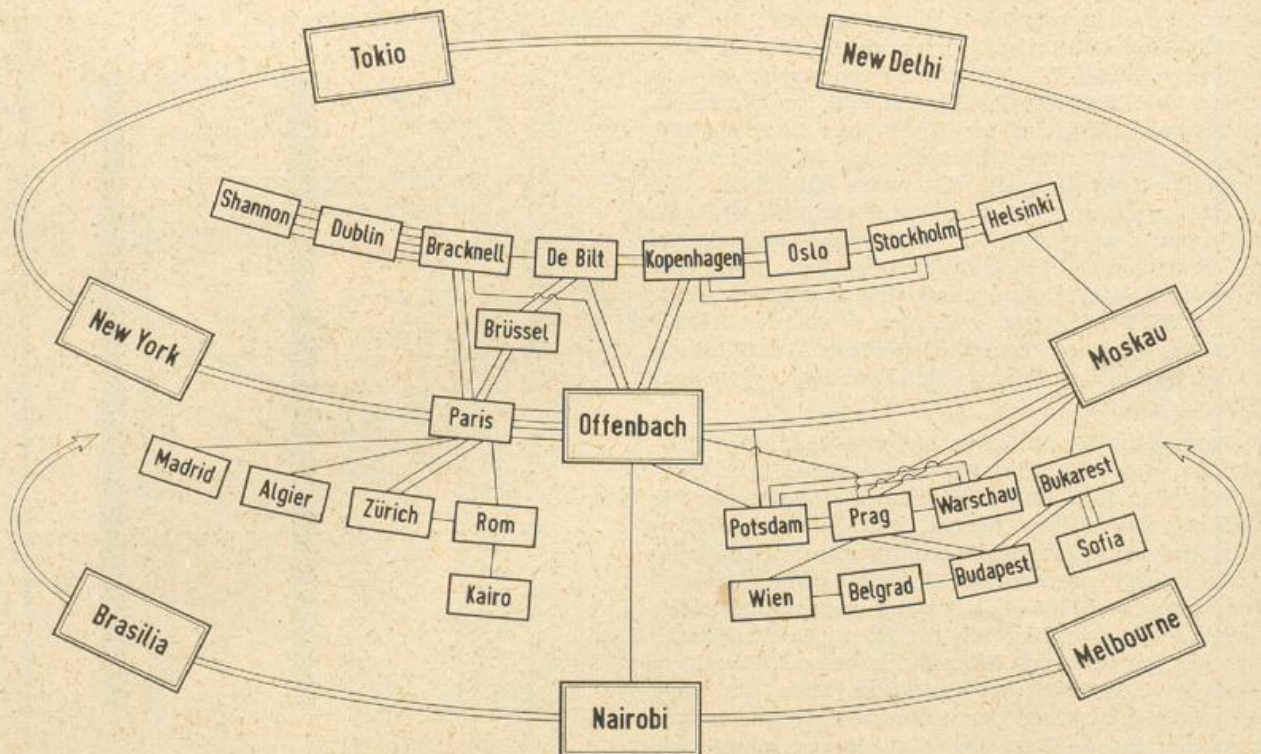 Tokio
New Delhi
Shannon
Dublin
Bracknell
De Bilt
Kopenhagen
Oslo
Stockholm
Helsinki
New York
Brüssel
Moskau
Paris
Offenbach
Madrid
Algier
Zürich
Rom
Kairo
Potsdam
Prag
Warschau
Bukarest
Sofia
Wien
Belgrad
Budapest
Brasilia
Nairobi
Melbourne